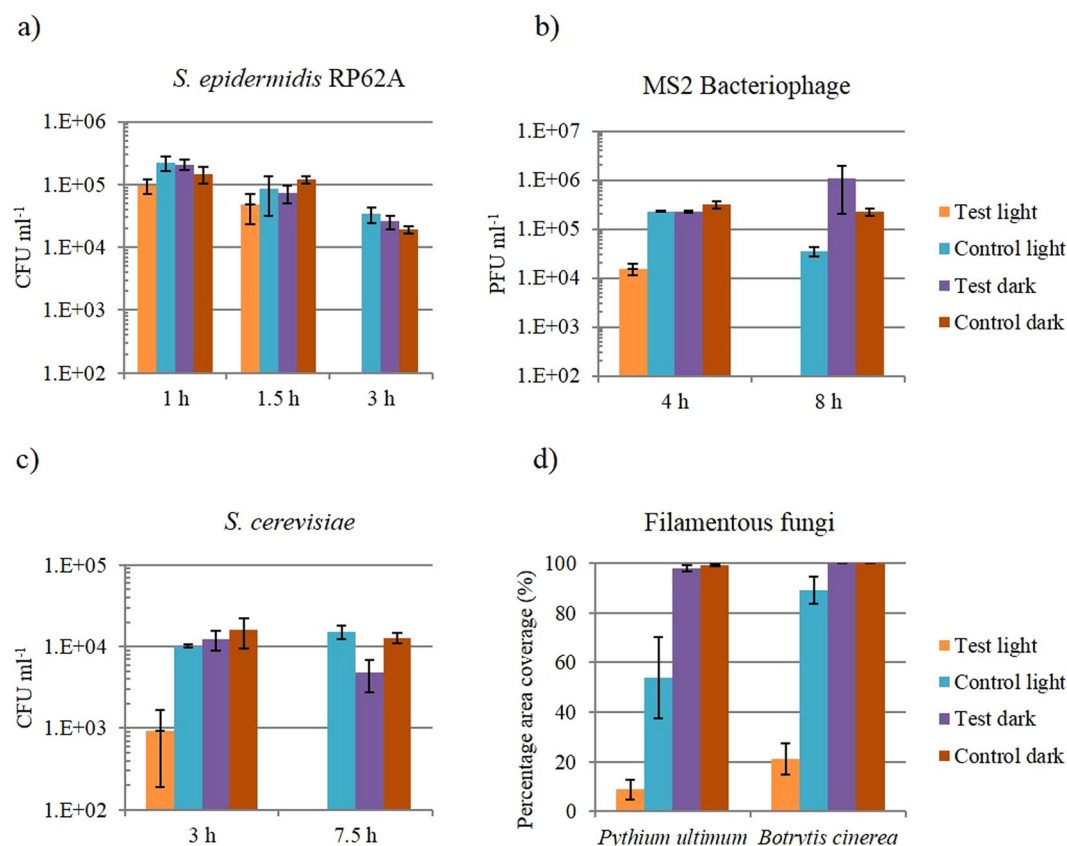 a)
S. epidermidis RP62A
1.E+06
1.E+05
1.E+04
1.E+03
1.E+02
CFU ml-1
1 h 1.5 h 3 h
b)
MS2 Bacteriophage
1.E+07
1.E+06
1.E+05
1.E+04
1.E+03
1.E+02
PFU ml-1
4 h 8 h
Test light
Control light
Test dark
Control dark
c)
S. cerevisiae
1.E+05
1.E+04
1.E+03
1.E+02
CFU ml-1
3 h 7.5 h
d)
Filamentous fungi
100
80
60
40
20
0
Percentage area coverage (%)
Pythium ultimum Botrytis cinerea
Test light
Control light
Test dark
Control dark